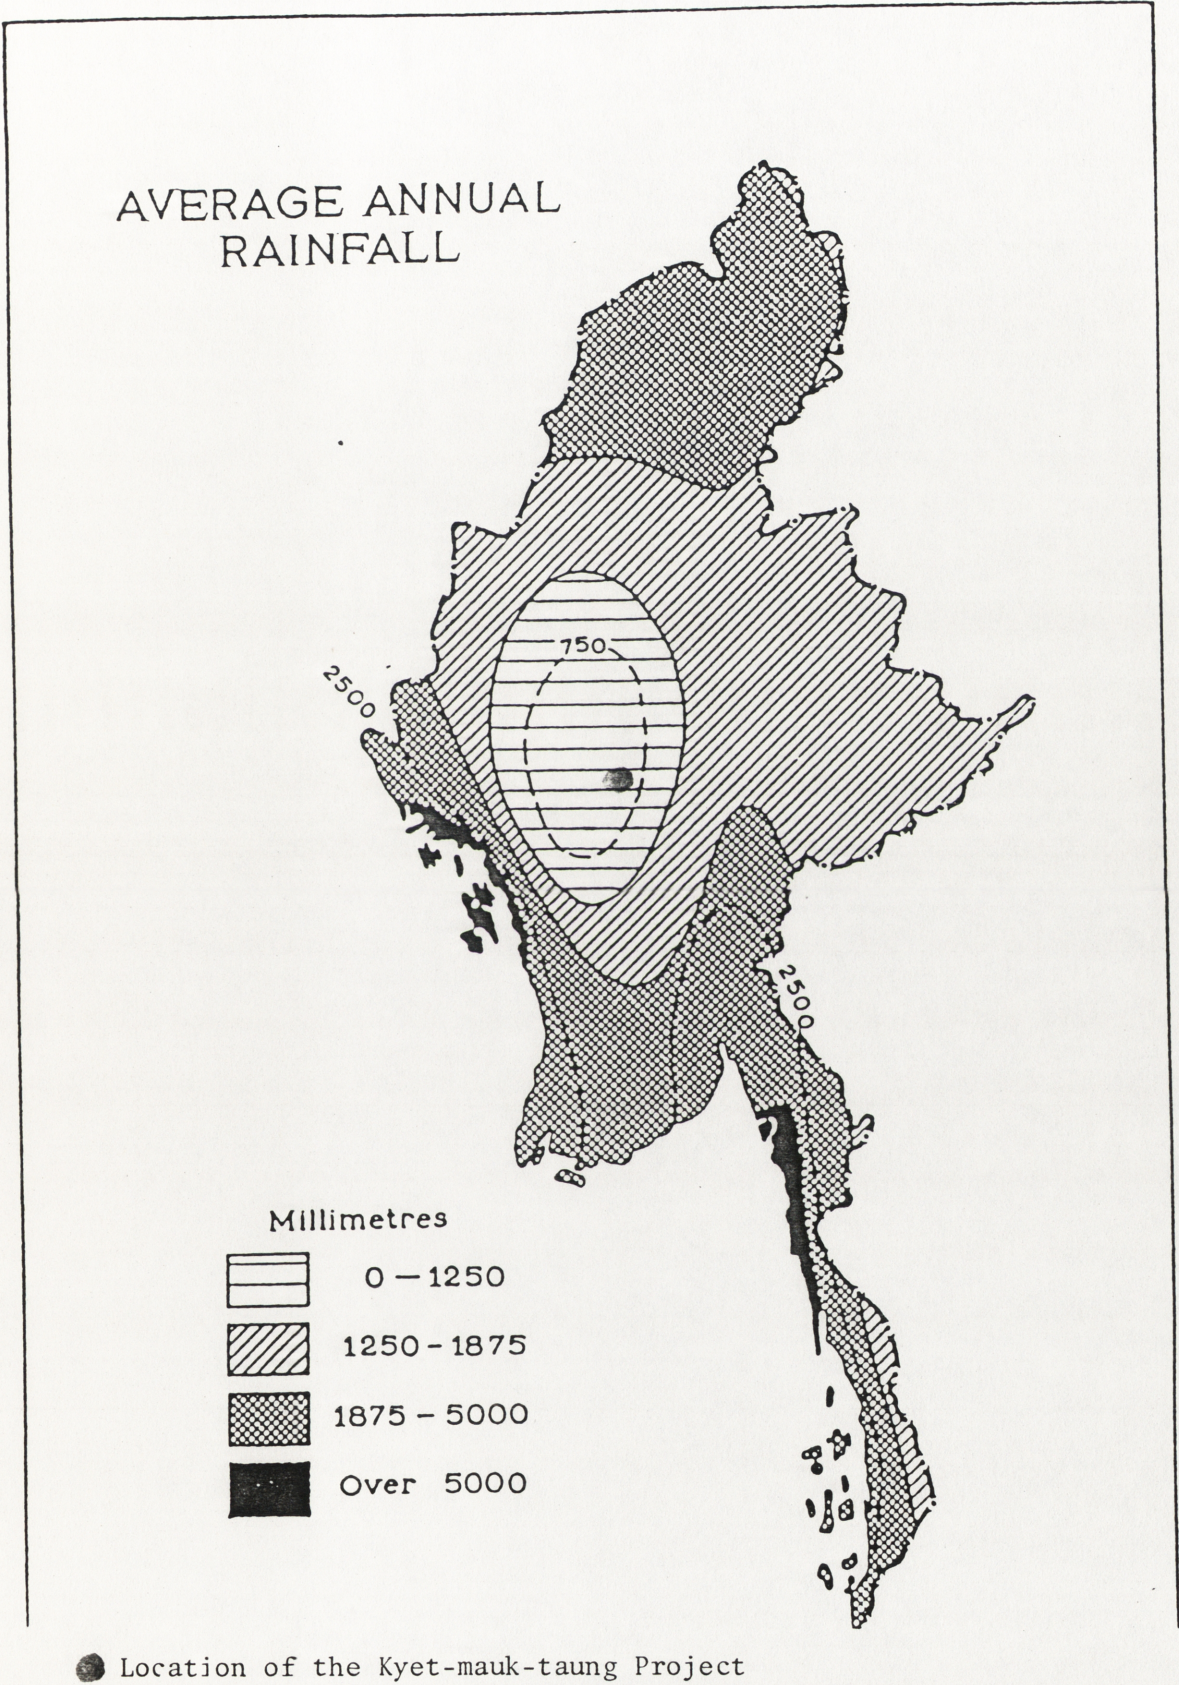 AVERAGE ANNUAL
RAINFALL
750
2500
2500
Millimetres
0 – 1250
1250 – 1875
1875 – 5000
Over 5000
Location of the Kyet-mauk-taung Project